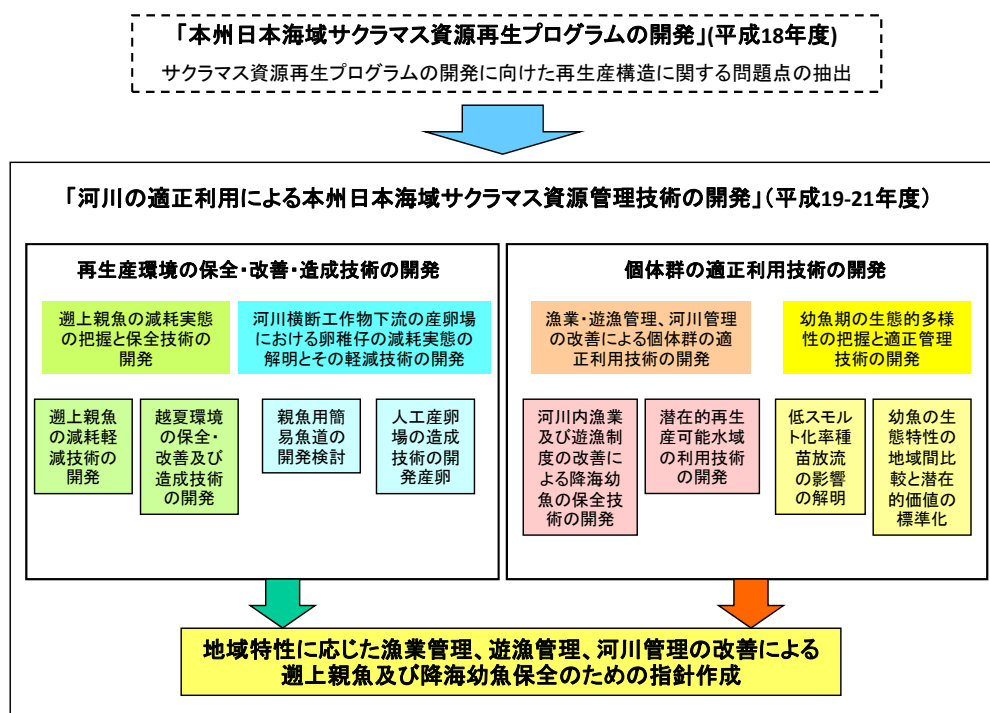 「本州日本海域サクラマス資源再生プログラムの開発」(平成18年度)
サクラマス資源再生プログラムの開発に向けた再生産構造に関する問題点の抽出
「河川の適正利用による本州日本海域サクラマス資源管理技術の開発」（平成19-21年度）
再生産環境の保全・改善・造成技術の開発
遡上親魚の減耗実態
の把握と保全技術の
開発
河川横断工作物下流の産卵場
における卵稚仔の減耗実態の
解明とその軽減技術の開発
遡上親魚
の減耗軽
減技術の
開発
越夏環境
の保全・
改善及び
造成技術
の開発
親魚用簡
易魚道の
開発検討
人工産卵
場の造成
技術の開
発産卵
個体群の適正利用技術の開発
漁業・遊漁管理、河川管理
の改善による個体群の適
正利用技術の開発
幼魚期の生態的多様
性の把握と適正管理
技術の開発
河川内漁業
及び遊漁制
度の改善に
よる降海幼
魚の保全技
術の開発
潜在的再生
産可能水域
の利用技術
の開発
低スモル
ト化率種
苗放流
の影響
の解明
幼魚の生
態特性の
地域間比
較と潜在
的価値の
標準化
地域特性に応じた漁業管理、遊漁管理、河川管理の改善による
遡上親魚及び降海幼魚保全のための指針作成